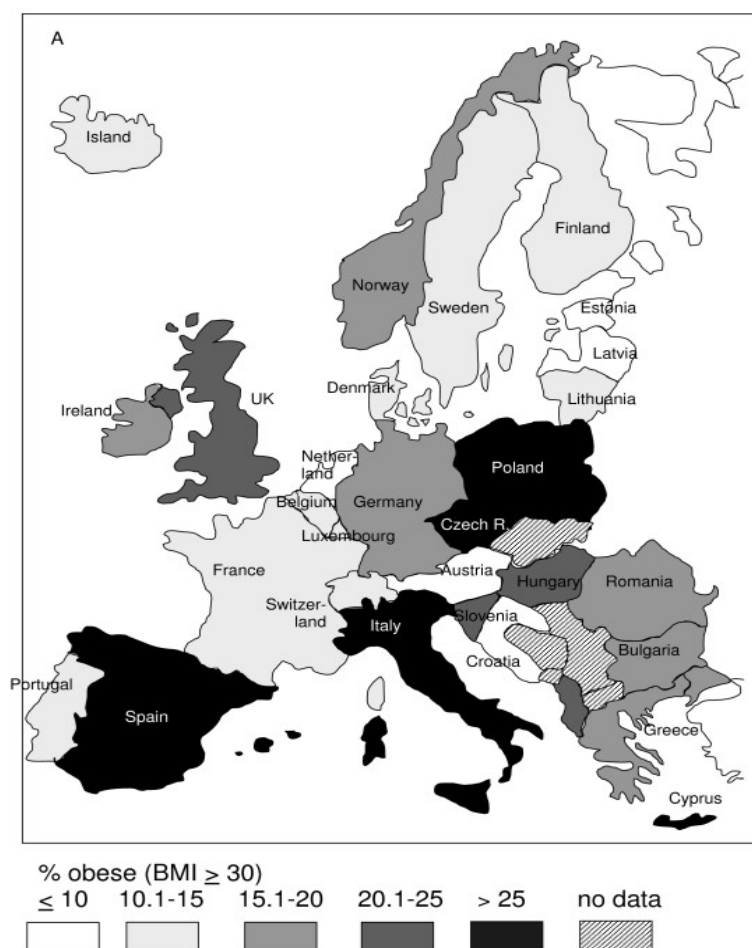 A
Island
Finland
Norway
Sweden
Estonia
Latvia
Denmark
Lithuania
Ireland
UK
Nether-
land
Poland
Belgium
Germany
Czech R.
Luxembourg
France
Austria
Hungary
Romania
Switzer-
land
Italy
Slovenia
Croatia
Bulgaria
Portugal
Spain
Greece
Cyprus
% obese (BMI ≥ 30)
≤ 10 10.1-15 15.1-20 20.1-25 > 25 no data